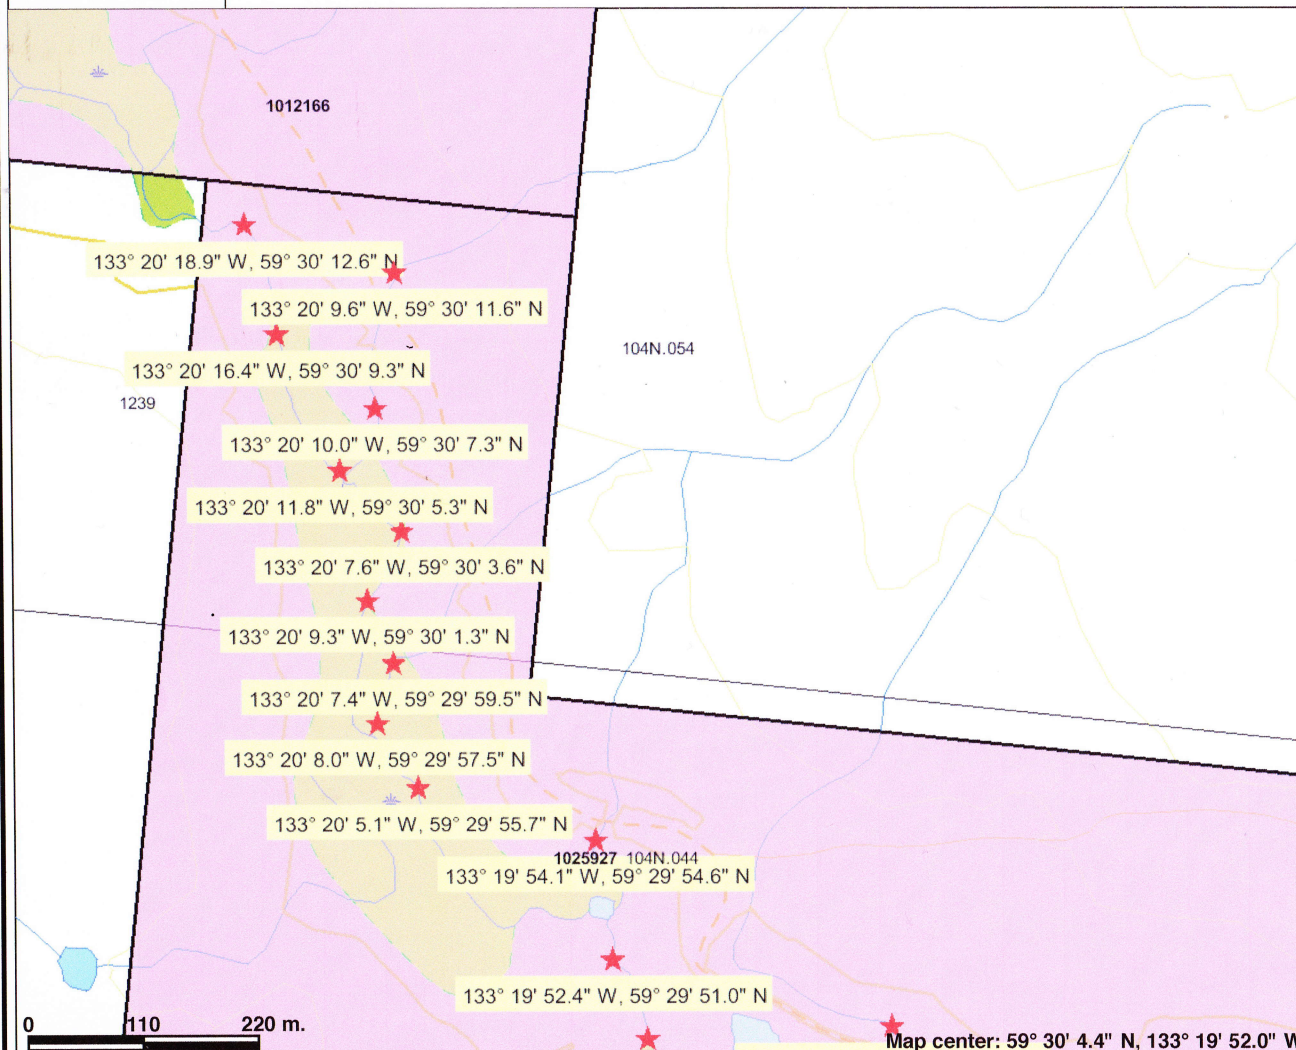 1012166
133° 20' 18.9" W, 59° 30' 12.6" N
133° 20' 9.6" W, 59° 30' 11.6" N
104N.054
133° 20' 16.4" W, 59° 30' 9.3" N
1239
133° 20' 10.0" W, 59° 30' 7.3" N
133° 20' 11.8" W, 59° 30' 5.3" N
133° 20' 7.6" W, 59° 30' 3.6" N
133° 20' 9.3" W, 59° 30' 1.3" N
133° 20' 7.4" W, 59° 29' 59.5" N
133° 20' 8.0" W, 59° 29' 57.5" N
133° 20' 5.1" W, 59° 29' 55.7" N
1025927 104N.044
133° 19' 54.1" W, 59° 29' 54.6" N
133° 19' 52.4" W, 59° 29' 51.0" N
0 110 220 m.
Map center: 59° 30' 4.4" N, 133° 19' 52.0" W